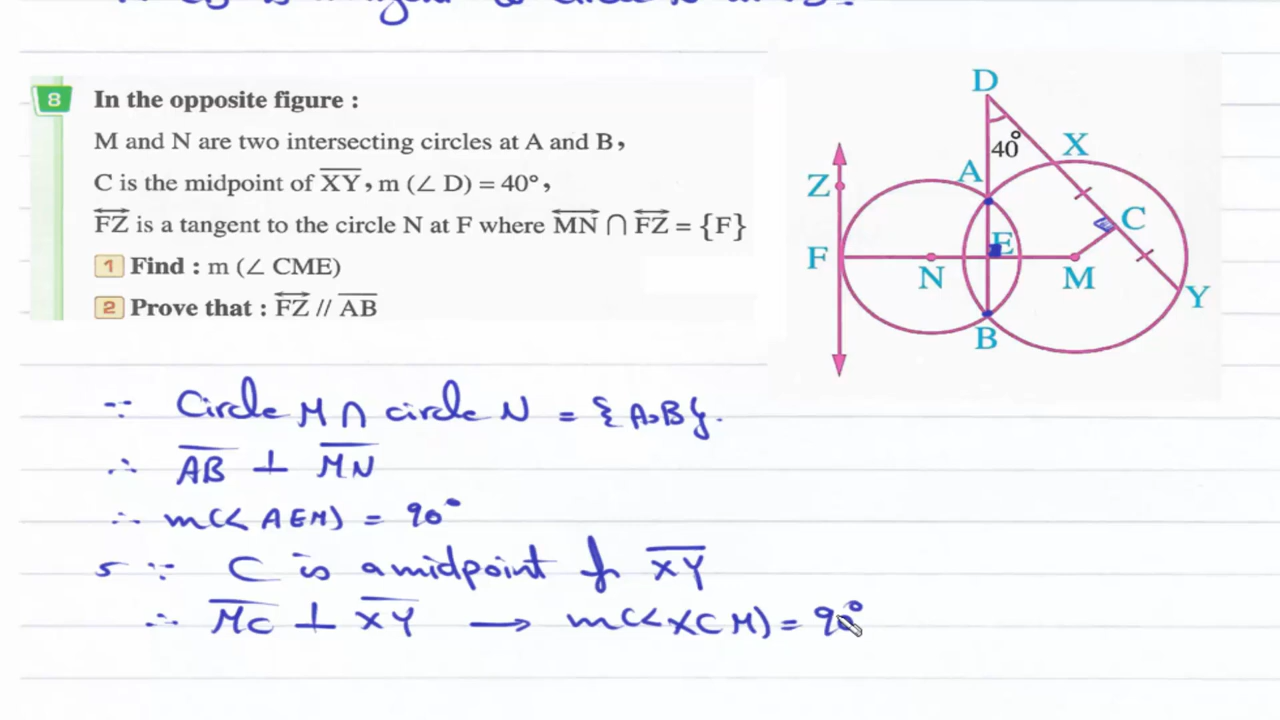 8 In the opposite figure :
M and N are two intersecting circles at A and B ,
C is the midpoint of XY , m (∠ D) = 40° ,
FZ is a tangent to the circle N at F where MN ∩ FZ = {F}
1 Find : m (∠ CME)
2 Prove that : FZ // AB
D
40°
X
A
Z
C
E
F
N
M
Y
B
∵ Circle M ∩ circle N = {A,B}.
∴ AB ⊥ MN
∴ m(< AEM) = 90°
, ∵ C is a midpoint of XY
∴ MC ⊥ XY → m(< XCM) = 90°